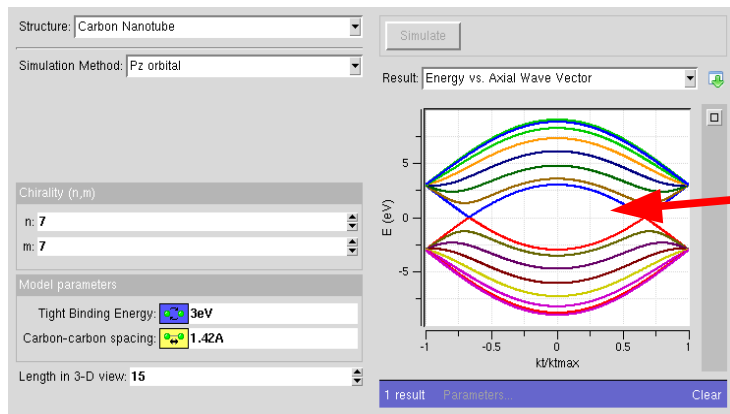 Structure: Carbon Nanotube
Simulation Method: Pz orbital
Chirality (n,m)
n: 7
m: 7
Model parameters
Tight Binding Energy: 3eV
Carbon-carbon spacing: 1.42A
Length in 3-D view: 15
Simulate
Result: Energy vs. Axial Wave Vector
E (eV)
5
0
-5
-1 -0.5 0 0.5 1
kt/ktmax
1 result Parameters... Clear